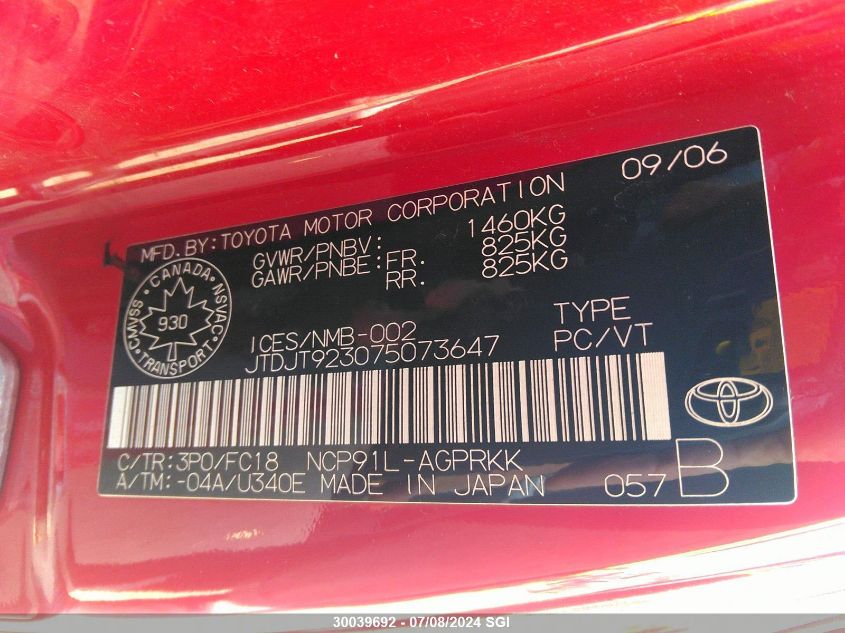 09/06
MFD. BY: TOYOTA MOTOR CORPORATION
GVWR/PNBV: 1460KG
GAWR/PNBE: FR. 825KG
RR. 825KG
CANADA
CMVSS 930 NSVAC
TRANSPORT
ICES/NMB-002
TYPE
JTDJT923075073647 PC/VT
C/TR: 3P0/FC18 NCP91L-AGPRKK
A/TM: -04A/U340E MADE IN JAPAN 057 B
30039692 - 07/08/2024 SGI